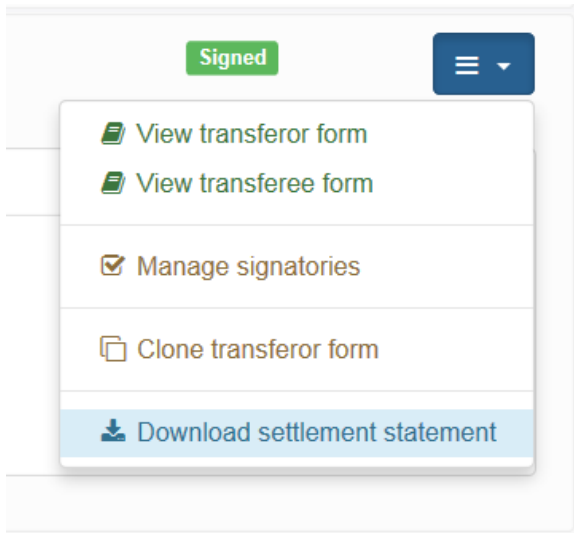 Signed
View transferor form
View transferee form
Manage signatories
Clone transferor form
Download settlement statement